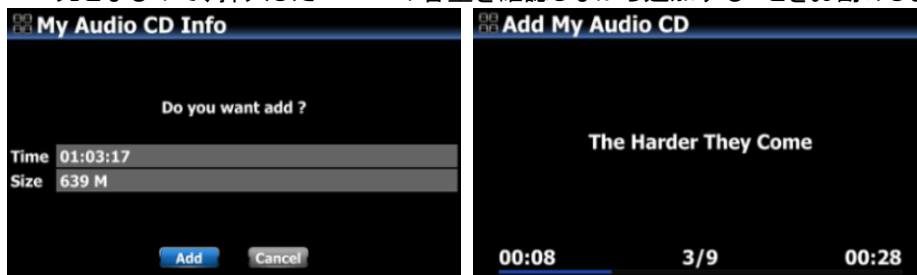 My Audio CD Info
Do you want add ?
Time 01:03:17
Size 639 M
Add Cancel
Add My Audio CD
The Harder They Come
00:08 3/9 00:28